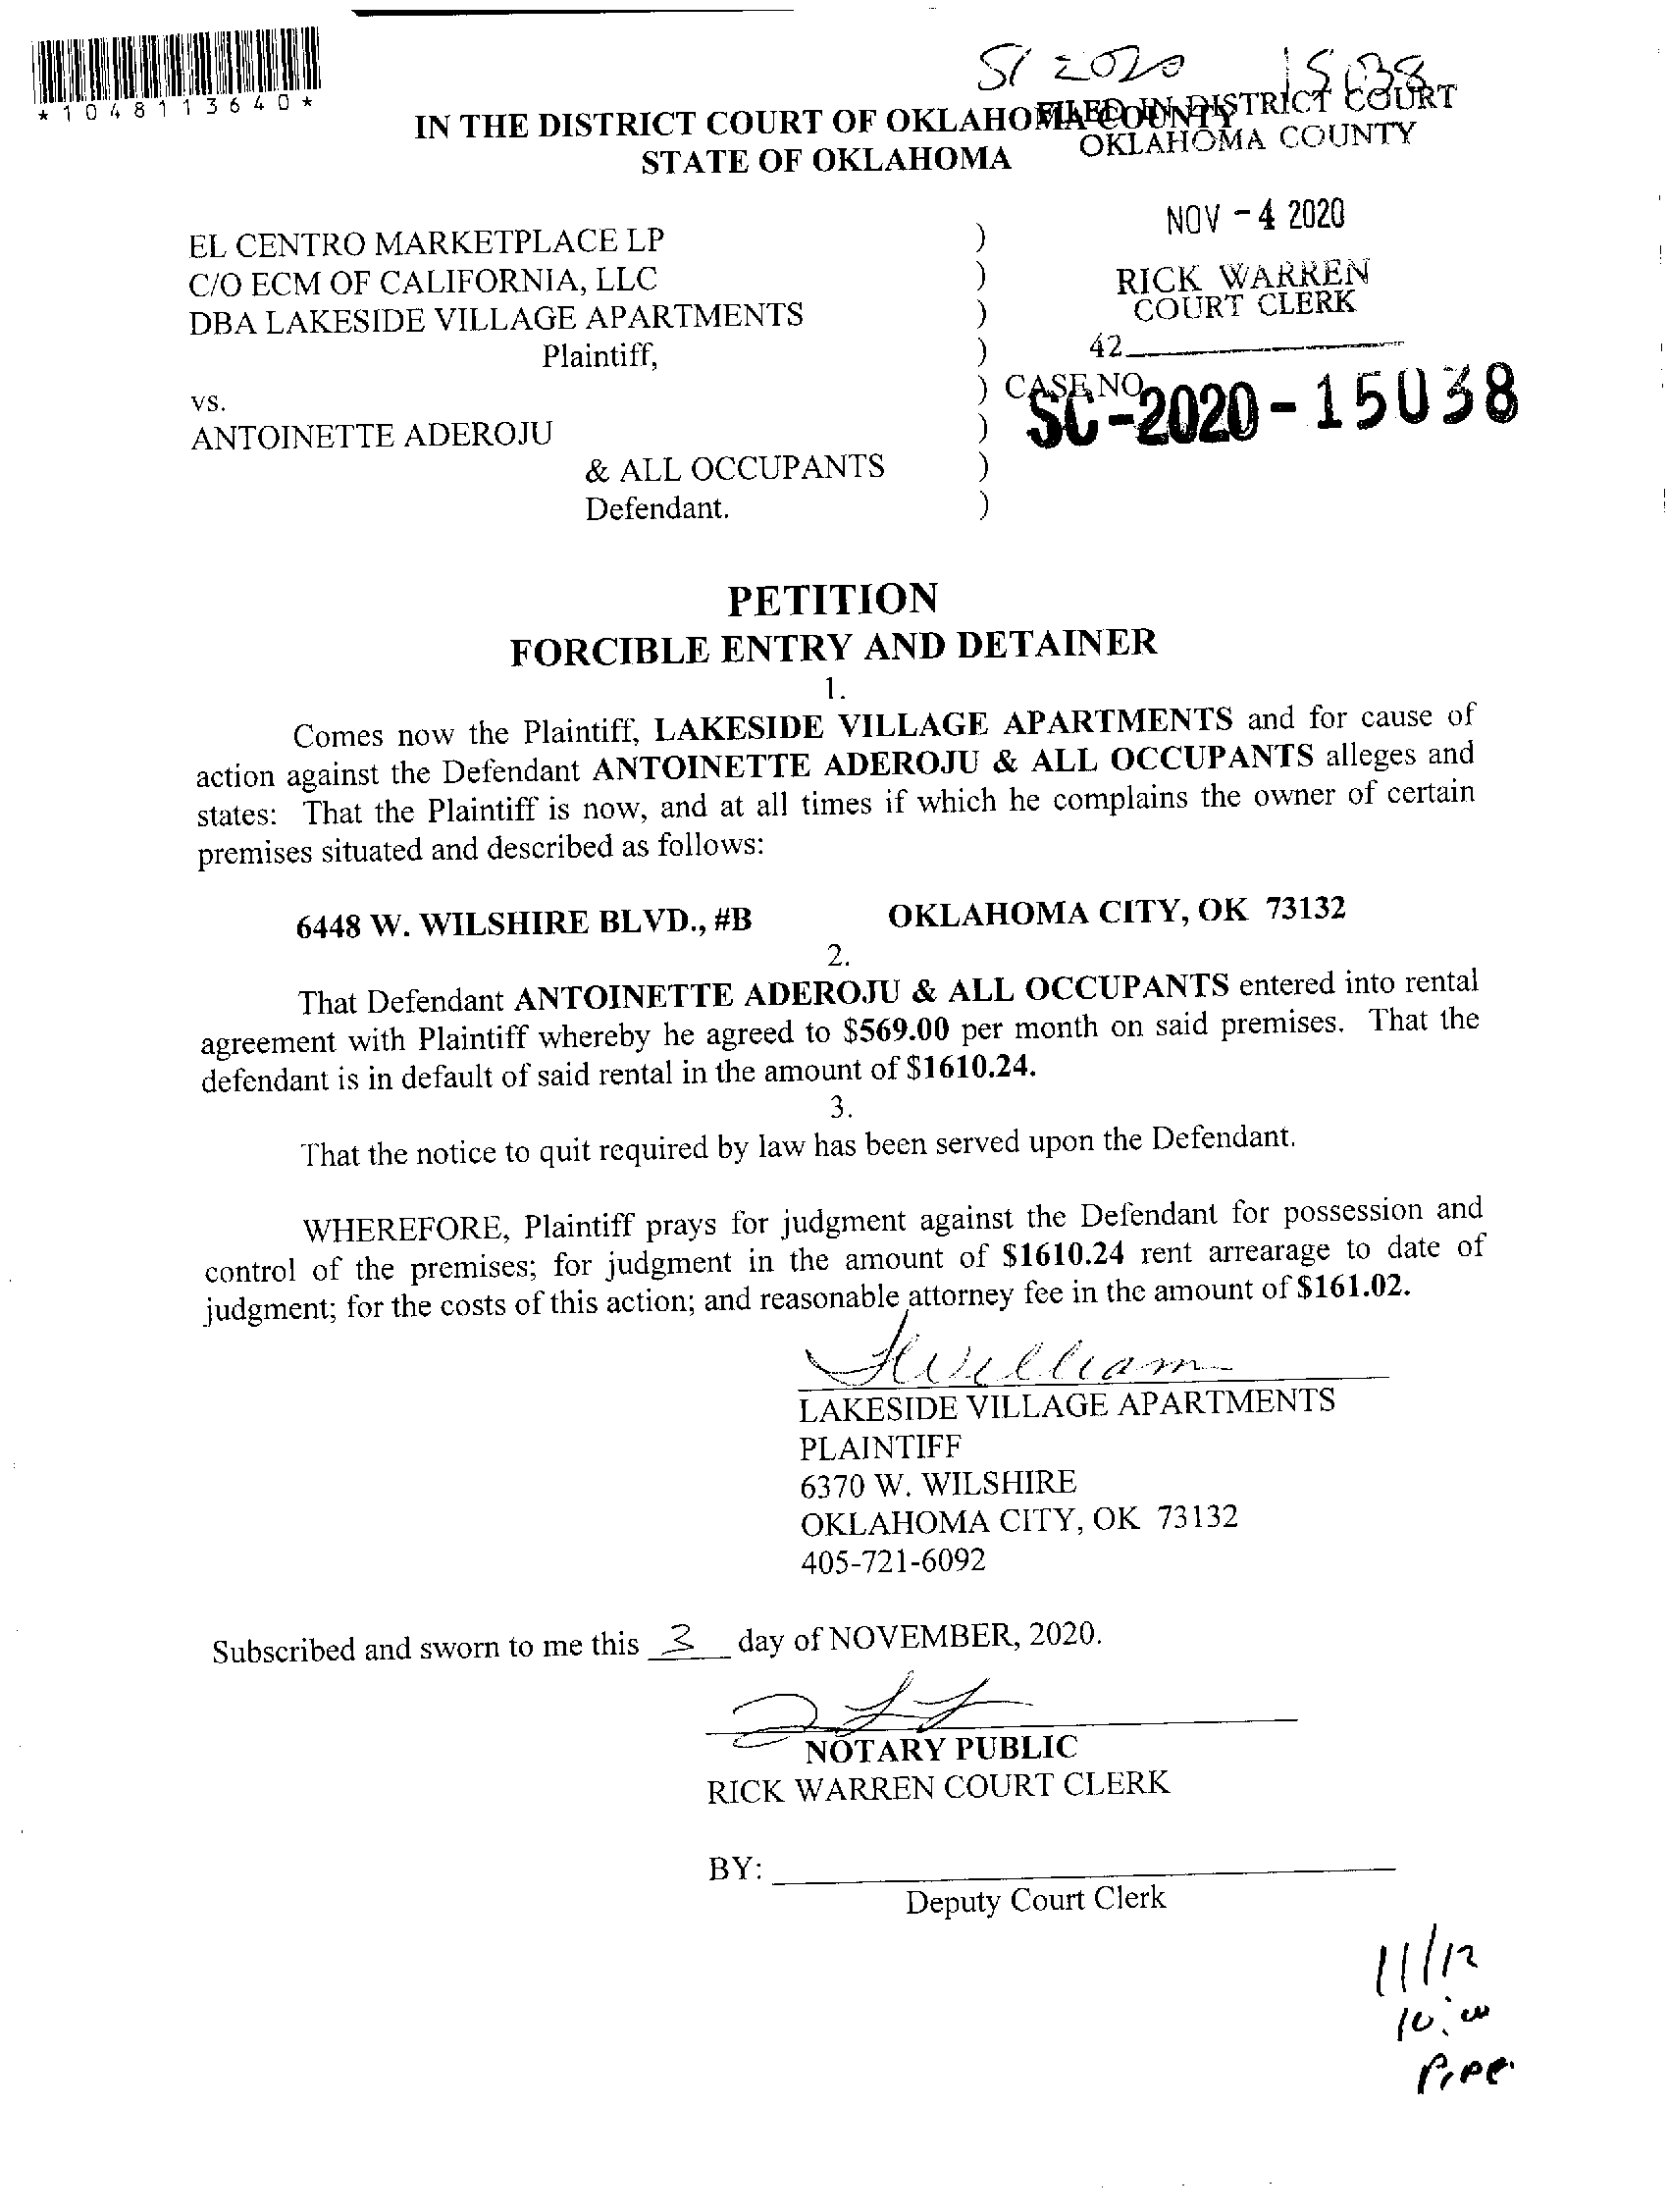 SC 2020 15038
*1048113640*
IN THE DISTRICT COURT OF OKLAHOMA COUNTY
FILED IN DISTRICT COURT
STATE OF OKLAHOMA
OKLAHOMA COUNTY
NOV - 4 2020
EL CENTRO MARKETPLACE LP )
C/O ECM OF CALIFORNIA, LLC )
RICK WARREN
COURT CLERK
DBA LAKESIDE VILLAGE APARTMENTS )
Plaintiff, )
42
vs. ) CASE NO.
SC-2020-15038
ANTOINETTE ADEROJU )
& ALL OCCUPANTS )
Defendant. )
PETITION
FORCIBLE ENTRY AND DETAINER
1.
Comes now the Plaintiff, LAKESIDE VILLAGE APARTMENTS and for cause of
action against the Defendant ANTOINETTE ADEROJU & ALL OCCUPANTS alleges and
states: That the Plaintiff is now, and at all times if which he complains the owner of certain
premises situated and described as follows:
6448 W. WILSHIRE BLVD., #B OKLAHOMA CITY, OK 73132
2.
That Defendant ANTOINETTE ADEROJU & ALL OCCUPANTS entered into rental
agreement with Plaintiff whereby he agreed to $569.00 per month on said premises. That the
defendant is in default of said rental in the amount of $1610.24.
3.
That the notice to quit required by law has been served upon the Defendant.
WHEREFORE, Plaintiff prays for judgment against the Defendant for possession and
control of the premises; for judgment in the amount of $1610.24 rent arrearage to date of
judgment; for the costs of this action; and reasonable attorney fee in the amount of $161.02.
LAKESIDE VILLAGE APARTMENTS
PLAINTIFF
6370 W. WILSHIRE
OKLAHOMA CITY, OK 73132
405-721-6092
Subscribed and sworn to me this 3 day of NOVEMBER, 2020.
NOTARY PUBLIC
RICK WARREN COURT CLERK
BY:
Deputy Court Clerk
11/12
10:00